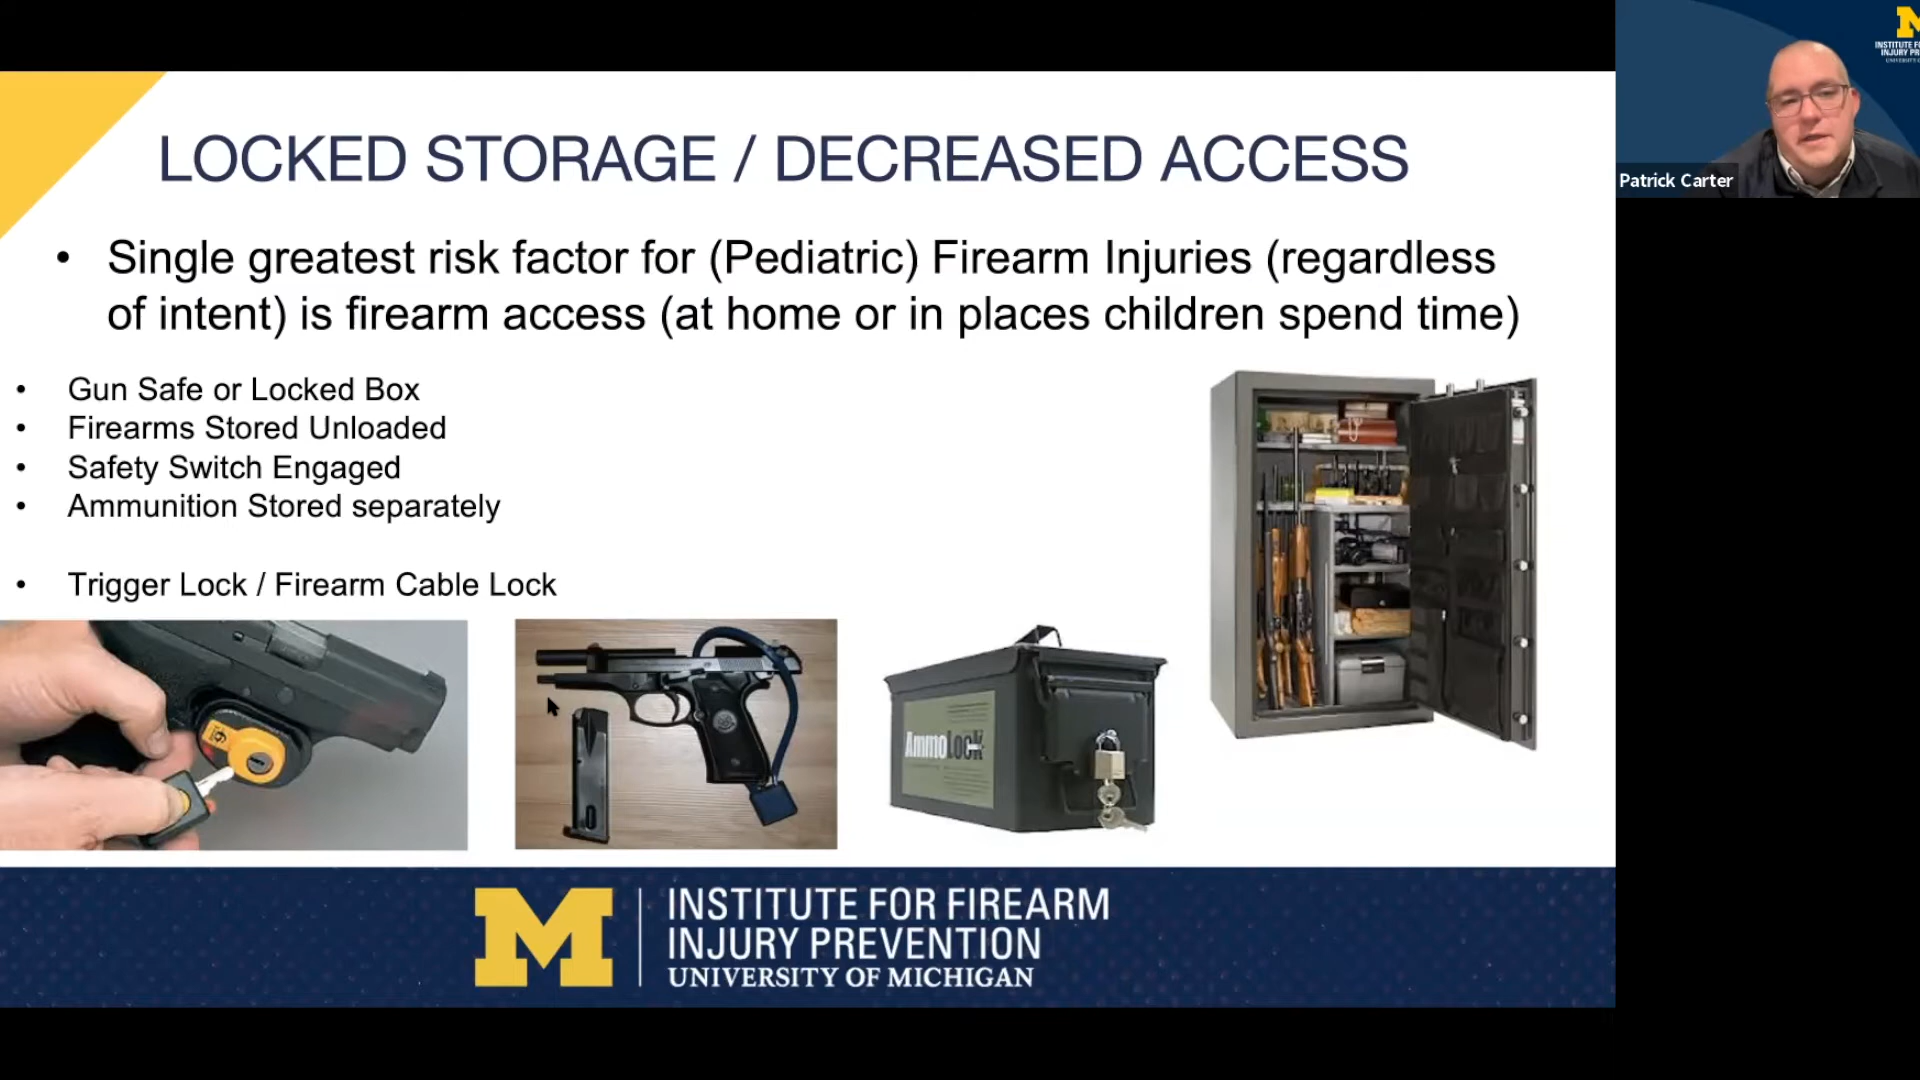 LOCKED STORAGE / DECREASED ACCESS
• Single greatest risk factor for (Pediatric) Firearm Injuries (regardless
of intent) is firearm access (at home or in places children spend time)
• Gun Safe or Locked Box
• Firearms Stored Unloaded
• Safety Switch Engaged
• Ammunition Stored separately
• Trigger Lock / Firearm Cable Lock
AmmoLock
M
INSTITUTE FOR FIREARM
INJURY PREVENTION
UNIVERSITY OF MICHIGAN
Patrick Carter